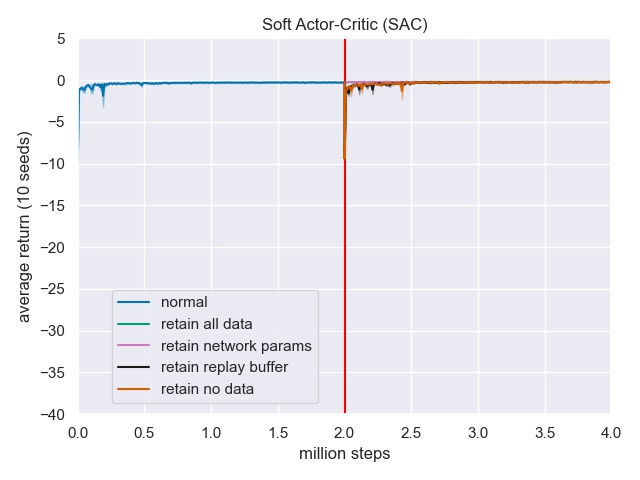 Soft Actor-Critic (SAC)
5
0
−5
−10
−15
−20
−25
−30
−35
−40
average return (10 seeds)
normal
retain all data
retain network params
retain replay buffer
retain no data
0.0 0.5 1.0 1.5 2.0 2.5 3.0 3.5 4.0
million steps